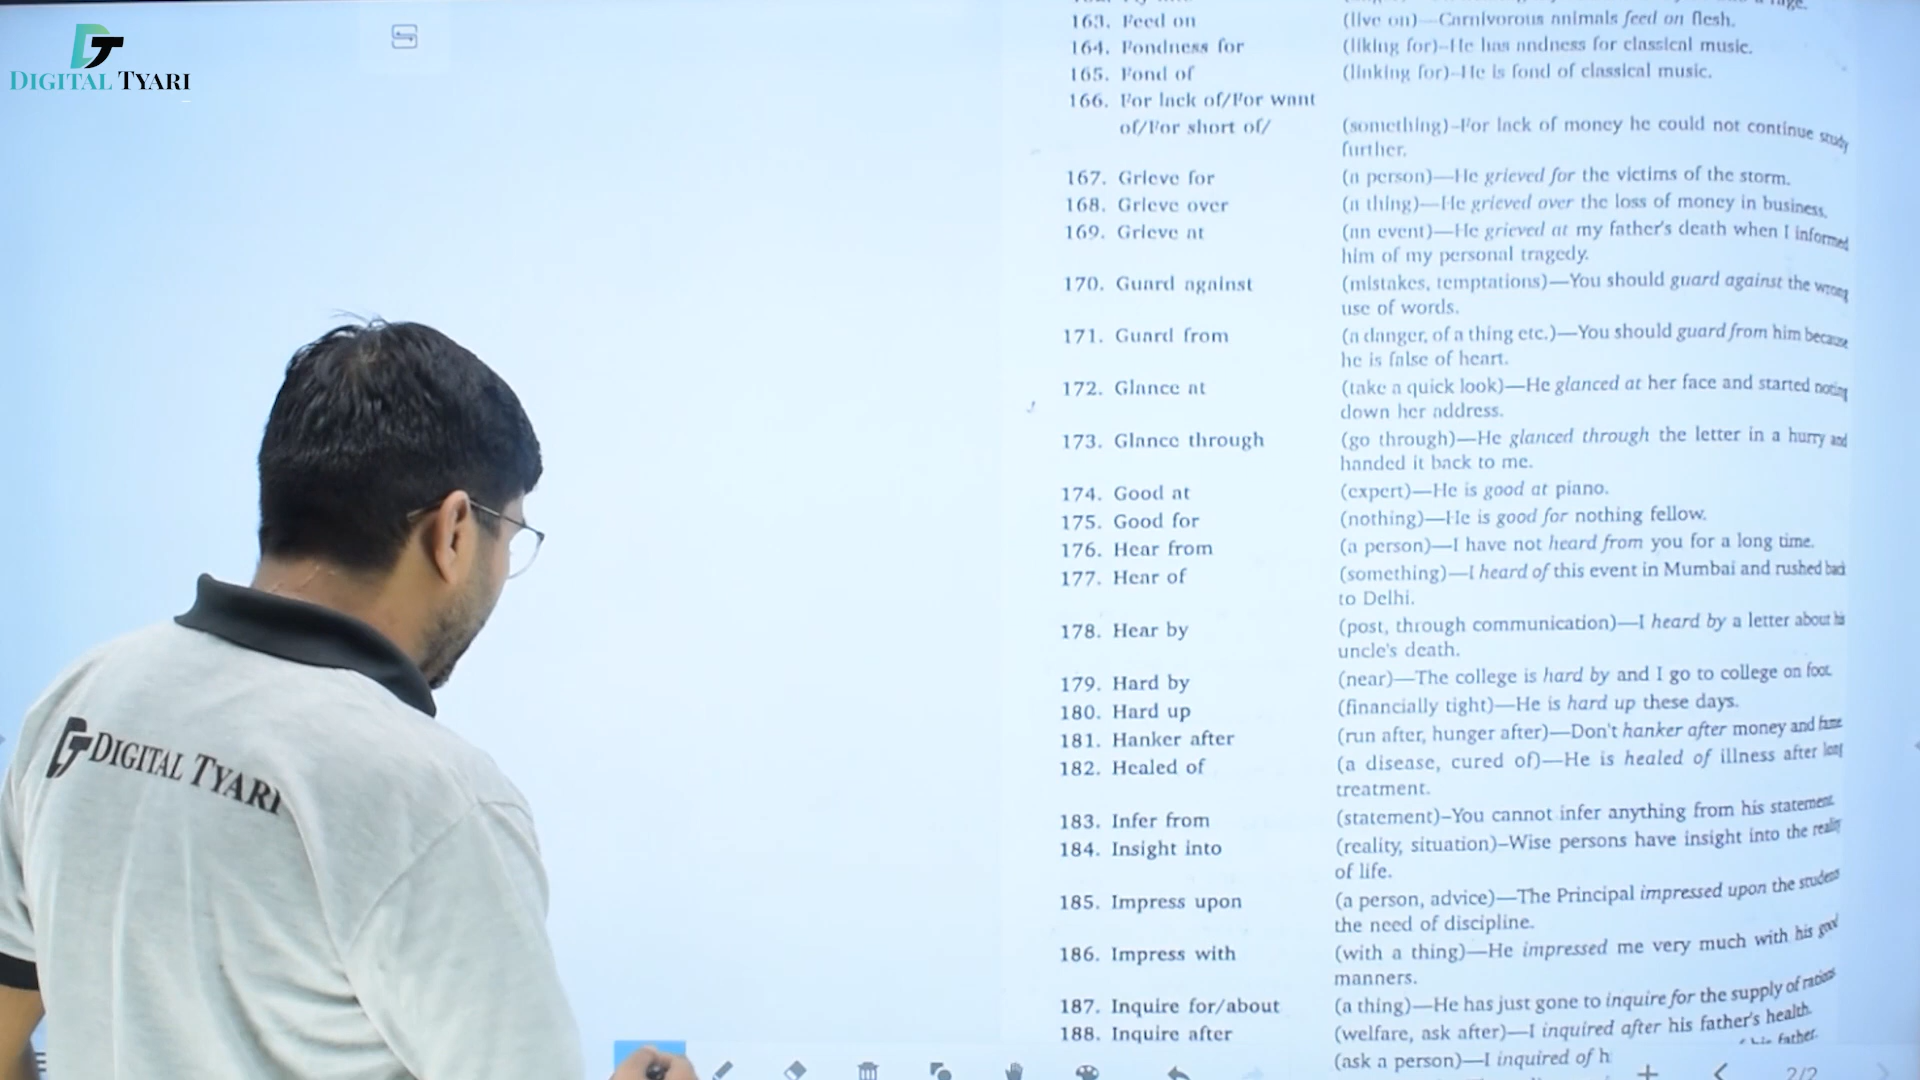 DIGITAL TYARI
DIGITAL TYARI
163. Feed on (live on)—Carnivorous animals feed on flesh.
164. Fondness for (liking for)–He has nndness for classical music.
165. Fond of (linking for)–He is fond of classical music.
166. For lack of/For want
of/For short of/ (something)–For lack of money he could not continue study
further.
167. Grieve for (a person)—He grieved for the victims of the storm.
168. Grieve over (a thing)—He grieved over the loss of money in business.
169. Grieve at (an event)—He grieved at my father's death when I informed
him of my personal tragedy.
170. Guard against (mistakes, temptations)—You should guard against the wrong
use of words.
171. Guard from (a danger, of a thing etc.)—You should guard from him because
he is false of heart.
172. Glance at (take a quick look)—He glanced at her face and started noting
down her address.
173. Glance through (go through)—He glanced through the letter in a hurry and
handed it back to me.
174. Good at (expert)—He is good at piano.
175. Good for (nothing)—He is good for nothing fellow.
176. Hear from (a person)—I have not heard from you for a long time.
177. Hear of (something)—I heard of this event in Mumbai and rushed back
to Delhi.
178. Hear by (post, through communication)—I heard by a letter about his
uncle's death.
179. Hard by (near)—The college is hard by and I go to college on foot.
180. Hard up (financially tight)—He is hard up these days.
181. Hanker after (run after, hunger after)—Don't hanker after money and fame
182. Healed of (a disease, cured of)—He is healed of illness after long
treatment.
183. Infer from (statement)–You cannot infer anything from his statement.
184. Insight into (reality, situation)–Wise persons have insight into the reality
of life.
185. Impress upon (a person, advice)—The Principal impressed upon the students
the need of discipline.
186. Impress with (with a thing)—He impressed me very much with his good
manners.
187. Inquire for/about (a thing)—He has just gone to inquire for the supply of rations
188. Inquire after (welfare, ask after)—I inquired after his father's health.
(ask a person)—I inquired of h father.
2/2